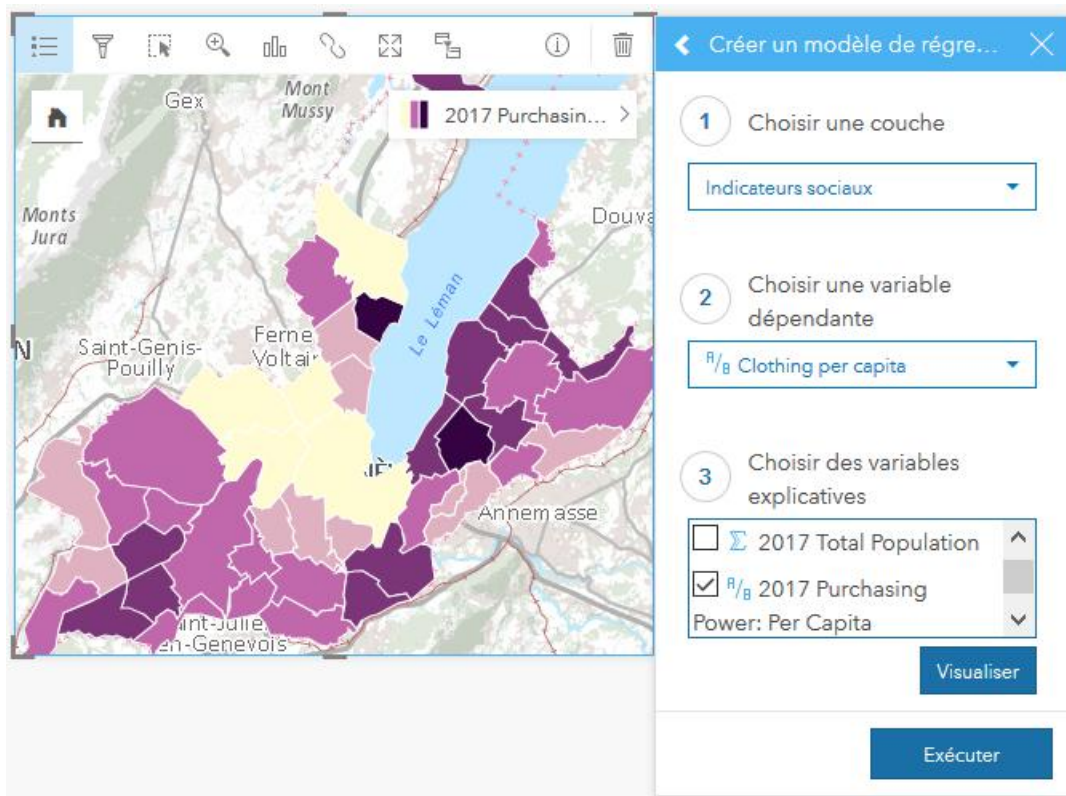 Créer un modèle de régre...
Gex
Mont
Mussy
2017 Purchasin...
Monts
Jura
Douva
Le Léman
N
Saint-Genis-
Pouilly
Ferne
Voltair
Annemasse
int-Julie
en-Genevois
1 Choisir une couche
Indicateurs sociaux
2 Choisir une variable
dépendante
R/B Clothing per capita
3 Choisir des variables
explicatives
Σ 2017 Total Population
R/B 2017 Purchasing
Power: Per Capita
Visualiser
Exécuter